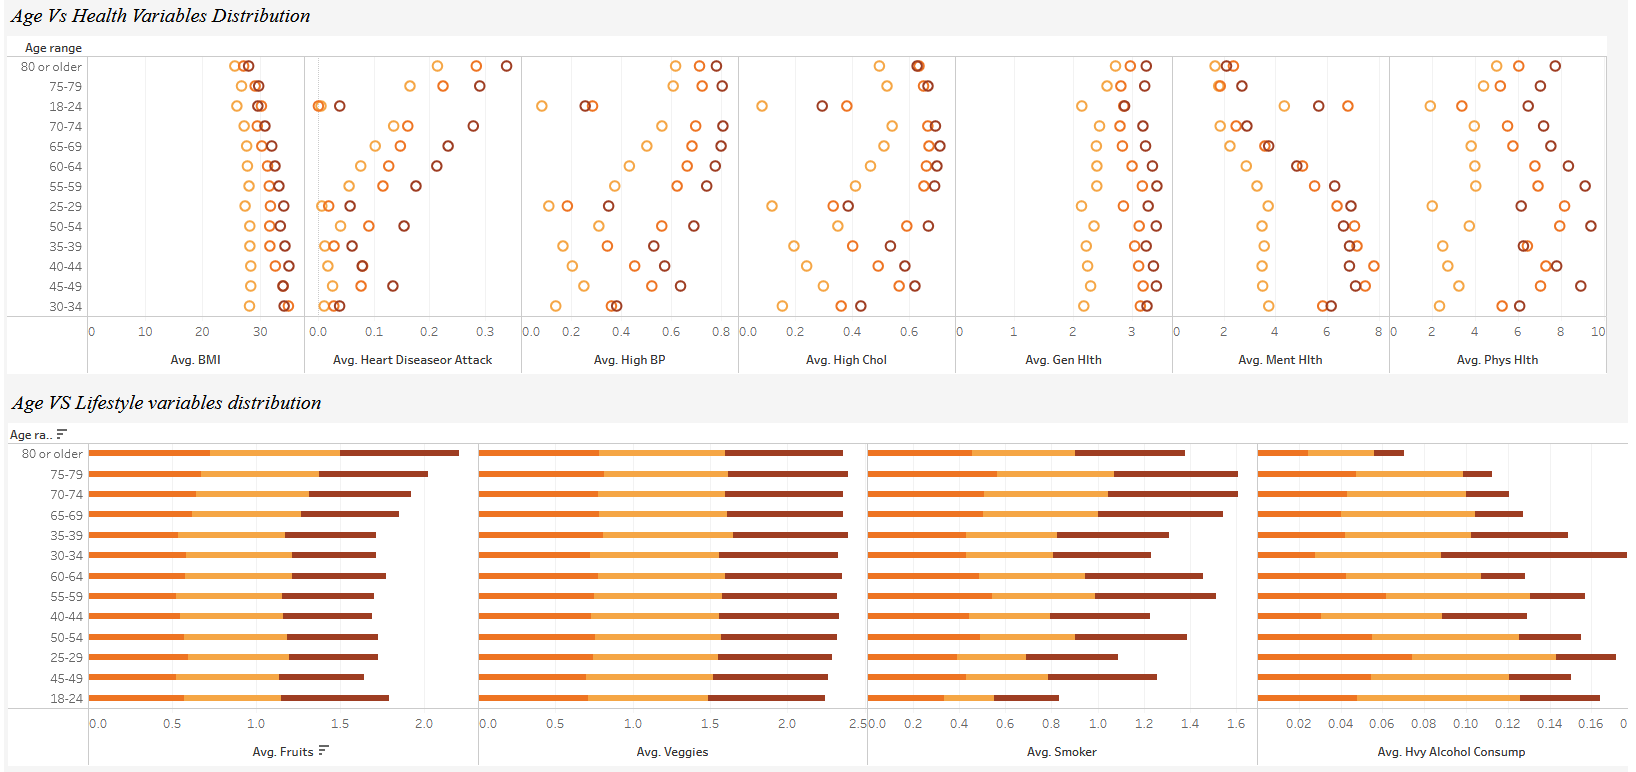 Age Vs Health Variables Distribution
Age range
80 or older
75-79
18-24
70-74
65-69
60-64
55-59
25-29
50-54
35-39
40-44
45-49
30-34
0 10 20 30 0.0 0.1 0.2 0.3 0.0 0.2 0.4 0.6 0.8 0.0 0.2 0.4 0.6 0 1 2 3 0 2 4 6 8 0 2 4 6 8 10
Avg. BMI Avg. Heart Diseaseor Attack Avg. High BP Avg. High Chol Avg. Gen Hlth Avg. Ment Hlth Avg. Phys Hlth
Age VS Lifestyle variables distribution
Age ra..
80 or older
75-79
70-74
65-69
35-39
30-34
60-64
55-59
40-44
50-54
25-29
45-49
18-24
0.0 0.5 1.0 1.5 2.0 0.0 0.5 1.0 1.5 2.0 2.5 0.0 0.2 0.4 0.6 0.8 1.0 1.2 1.4 1.6 0.02 0.04 0.06 0.08 0.10 0.12 0.14 0.16 0
Avg. Fruits Avg. Veggies Avg. Smoker Avg. Hvy Alcohol Consump